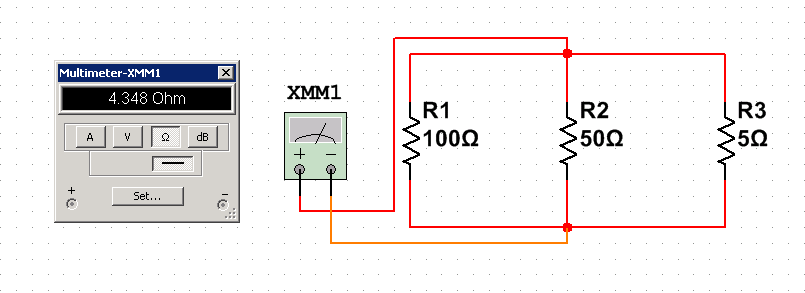 Multimeter-XMM1
4.348 Ohm
A V Ω dB
Set...
+ −
XMM1
+ −
R1
100Ω
R2
50Ω
R3
5Ω